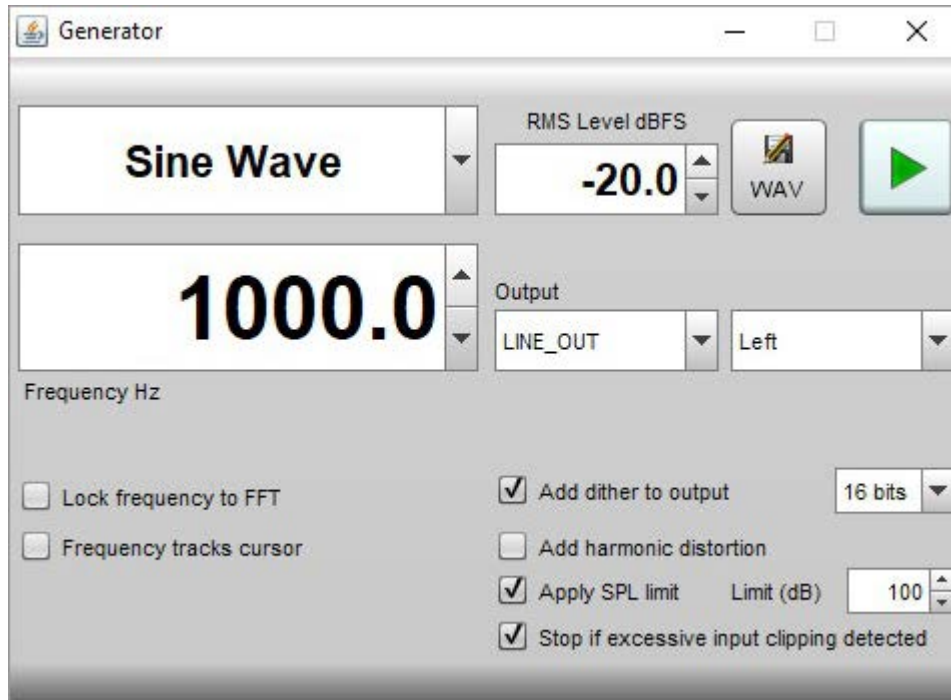 Generator
Sine Wave
RMS Level dBFS
-20.0
WAV
1000.0
Frequency Hz
Output
LINE_OUT
Left
Lock frequency to FFT
Frequency tracks cursor
Add dither to output
16 bits
Add harmonic distortion
Apply SPL limit
Limit (dB)
100
Stop if excessive input clipping detected